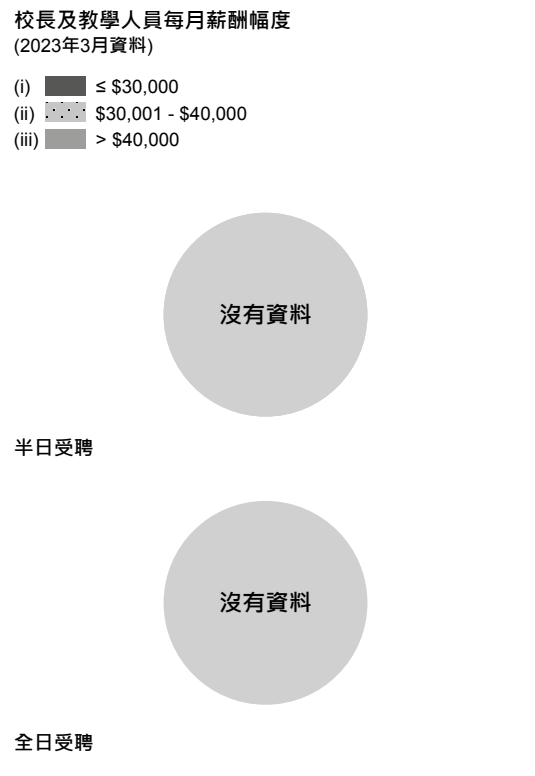 校長及教學人員每月薪酬幅度
(2023年3月資料)
(i) ≤ $30,000
(ii) $30,001 - $40,000
(iii) > $40,000
沒有資料
半日受聘
沒有資料
全日受聘